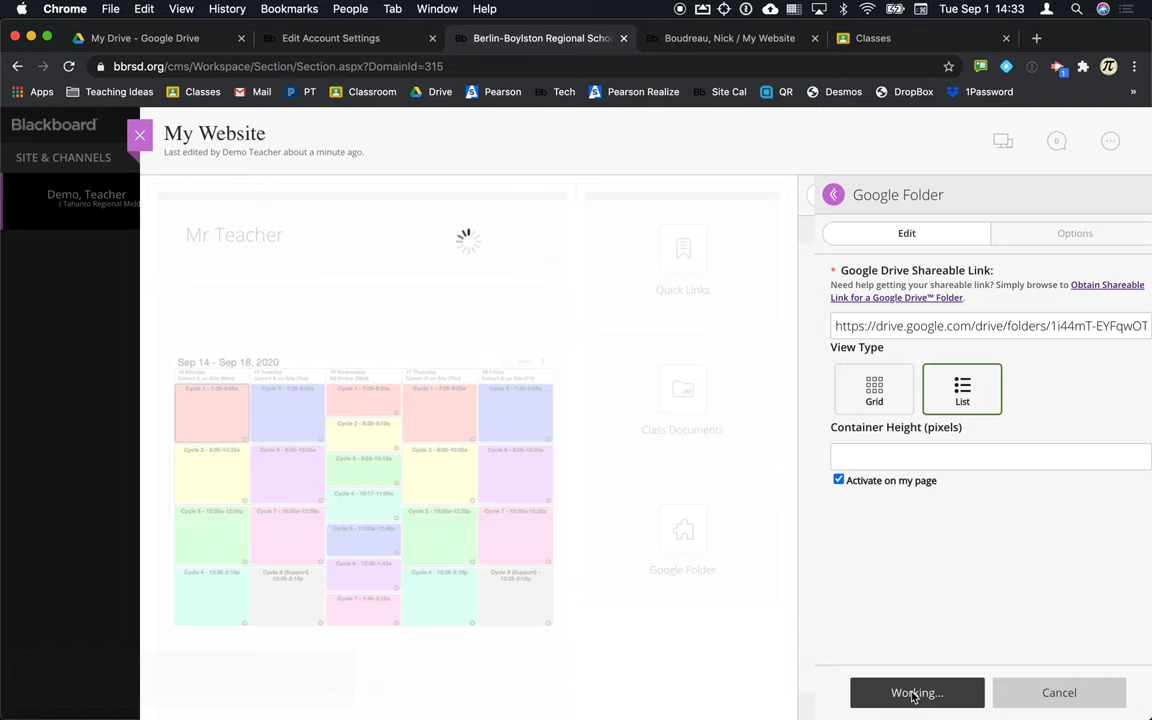 Chrome File Edit View History Bookmarks People Tab Window Help Tue Sep 1 14:33
My Drive - Google Drive Edit Account Settings Berlin-Boylston Regional Scho Boudreau, Nick / My Website Classes
bbrsd.org/cms/Workspace/Section/Section.aspx?DomainId=315
Apps Teaching Ideas Classes Mail PT Classroom Drive Pearson Tech Pearson Realize Site Cal QR Desmos DropBox 1Password »
Blackboard
SITE & CHANNELS
Demo, Teacher
( Tahanto Regional Midd
My Website
Last edited by Demo Teacher about a minute ago.
0
Mr Teacher
Sep 14 - Sep 18, 2020
Quick Links
Class Documents
Google Folder
Google Folder
Edit Options
* Google Drive Shareable Link:
Need help getting your shareable link? Simply browse to Obtain Shareable
Link for a Google Drive™ Folder.
https://drive.google.com/drive/folders/1i44mT-EYFqwOT
View Type
Grid List
Container Height (pixels)
Activate on my page
Working... Cancel